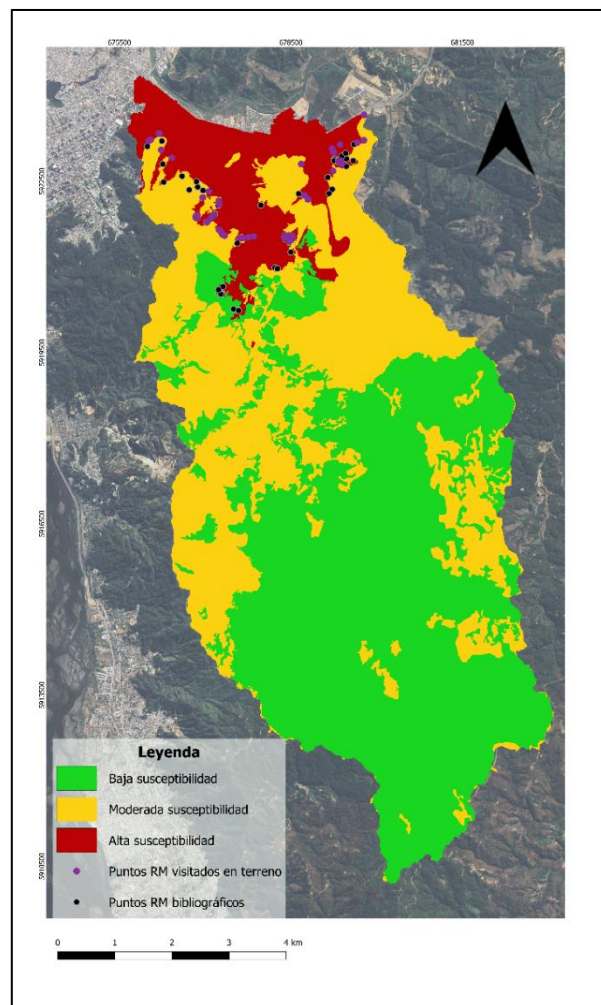 675500 678500 681500
5922500
5919500
5916500
5913500
5910500
Leyenda
Baja susceptibilidad
Moderada susceptibilidad
Alta susceptibilidad
Puntos RM visitados en terreno
Puntos RM bibliográficos
0 1 2 3 4 km